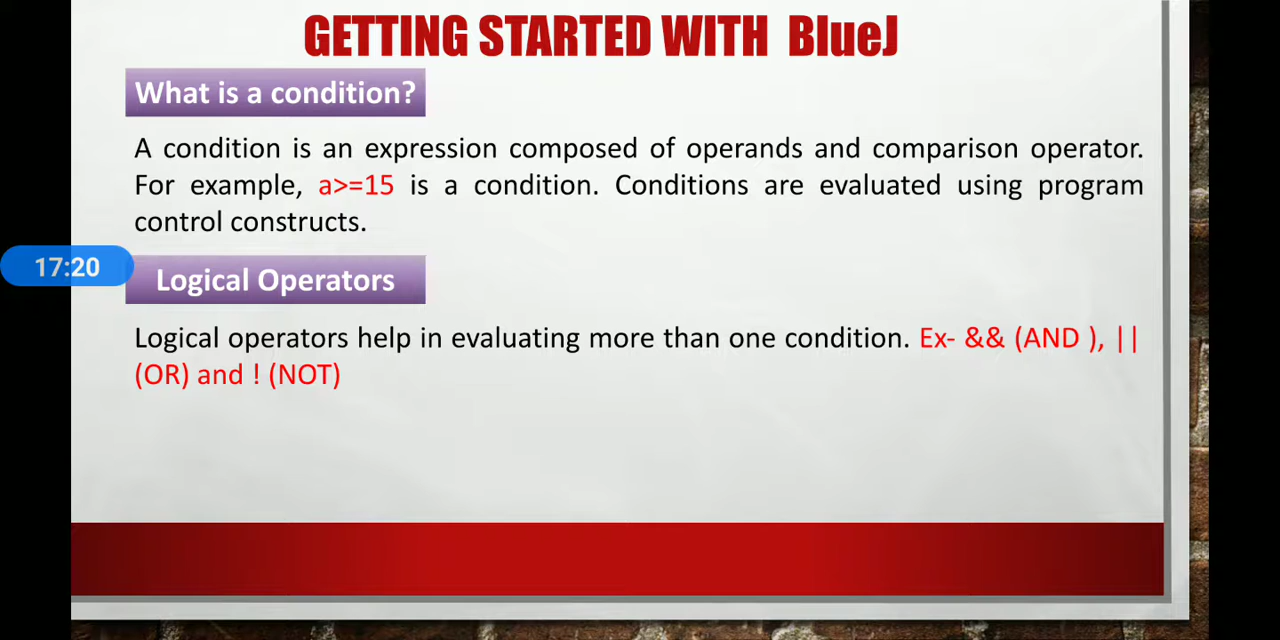 GETTING STARTED WITH BlueJ
What is a condition?
A condition is an expression composed of operands and comparison operator.
For example, a>=15 is a condition. Conditions are evaluated using program
control constructs.
17:20
Logical Operators
Logical operators help in evaluating more than one condition. Ex- && (AND ), ||
(OR) and ! (NOT)